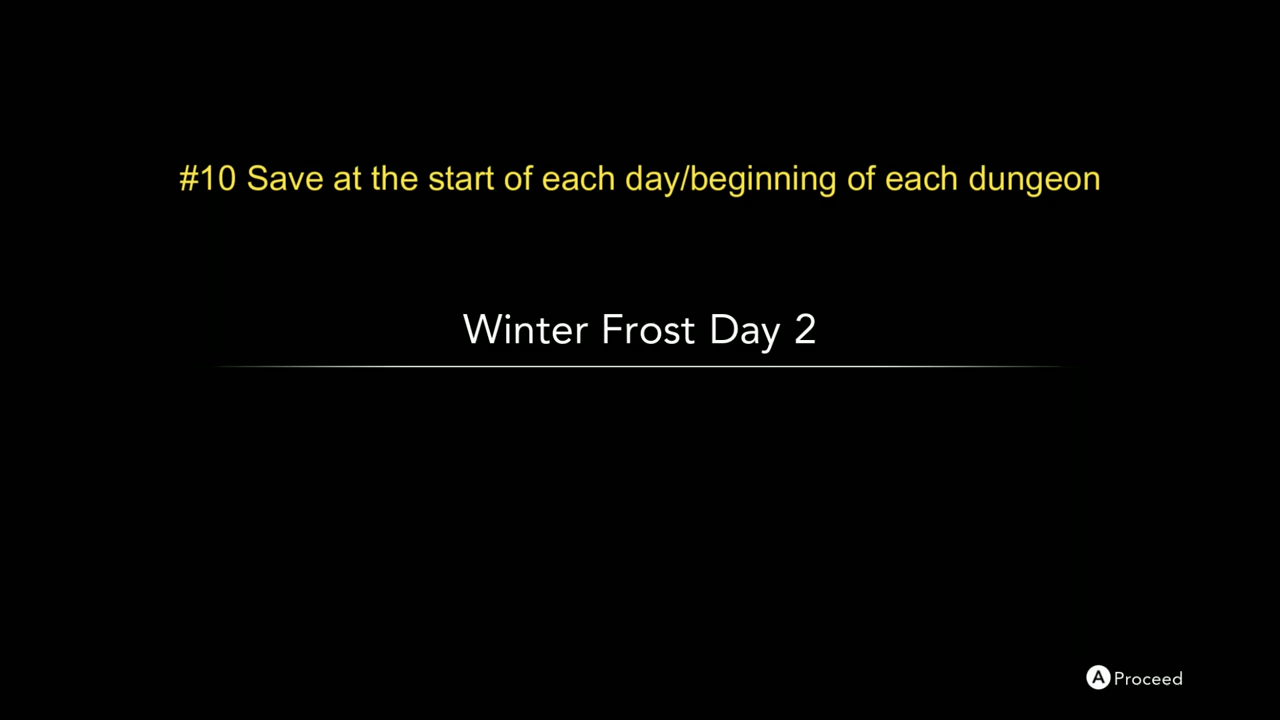 #10 Save at the start of each day/beginning of each dungeon
Winter Frost Day 2
A Proceed